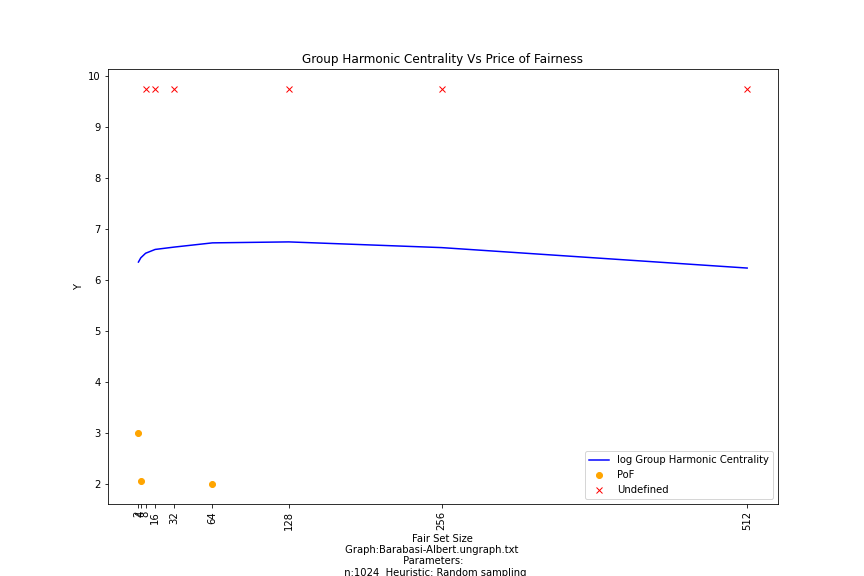 Group Harmonic Centrality Vs Price of Fairness
10
9
8
7
6
5
4
3
2
Y
log Group Harmonic Centrality
PoF
Undefined
2 4 8 16 32 64 128 256 512
Fair Set Size
Graph:Barabasi-Albert.ungraph.txt
Parameters:
n:1024 Heuristic: Random sampling